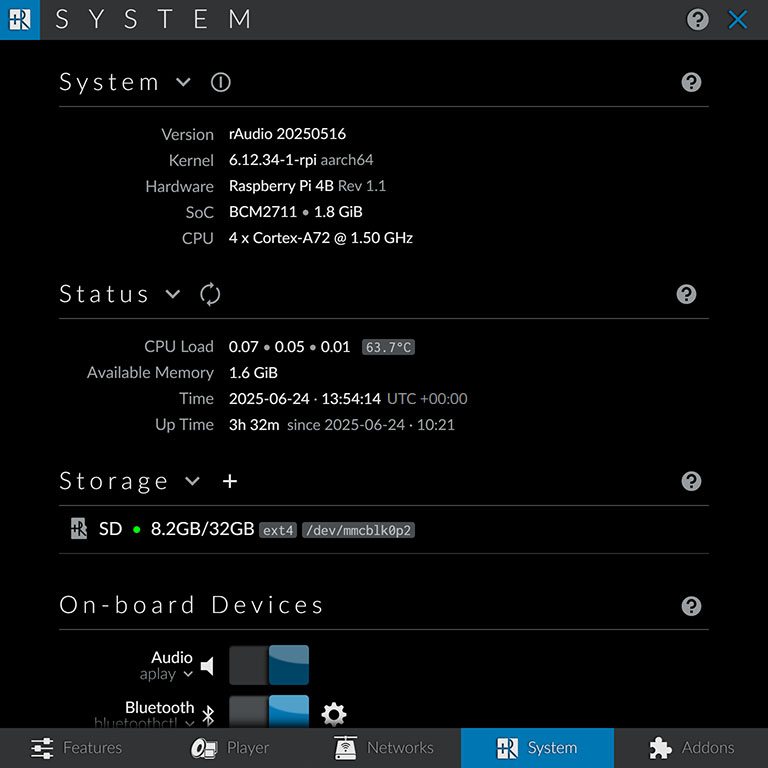 SYSTEM
System
Version rAudio 20250516
Kernel 6.12.34-1-rpi aarch64
Hardware Raspberry Pi 4B Rev 1.1
SoC BCM2711 • 1.8 GiB
CPU 4 x Cortex-A72 @ 1.50 GHz
Status
CPU Load 0.07 • 0.05 • 0.01 63.7°C
Available Memory 1.6 GiB
Time 2025-06-24 · 13:54:14 UTC +00:00
Up Time 3h 32m since 2025-06-24 · 10:21
Storage +
SD • 8.2GB/32GB ext4 /dev/mmcblk0p2
On-board Devices
Audio
aplay
Bluetooth
bluetoothctl
Features Player Networks System Addons